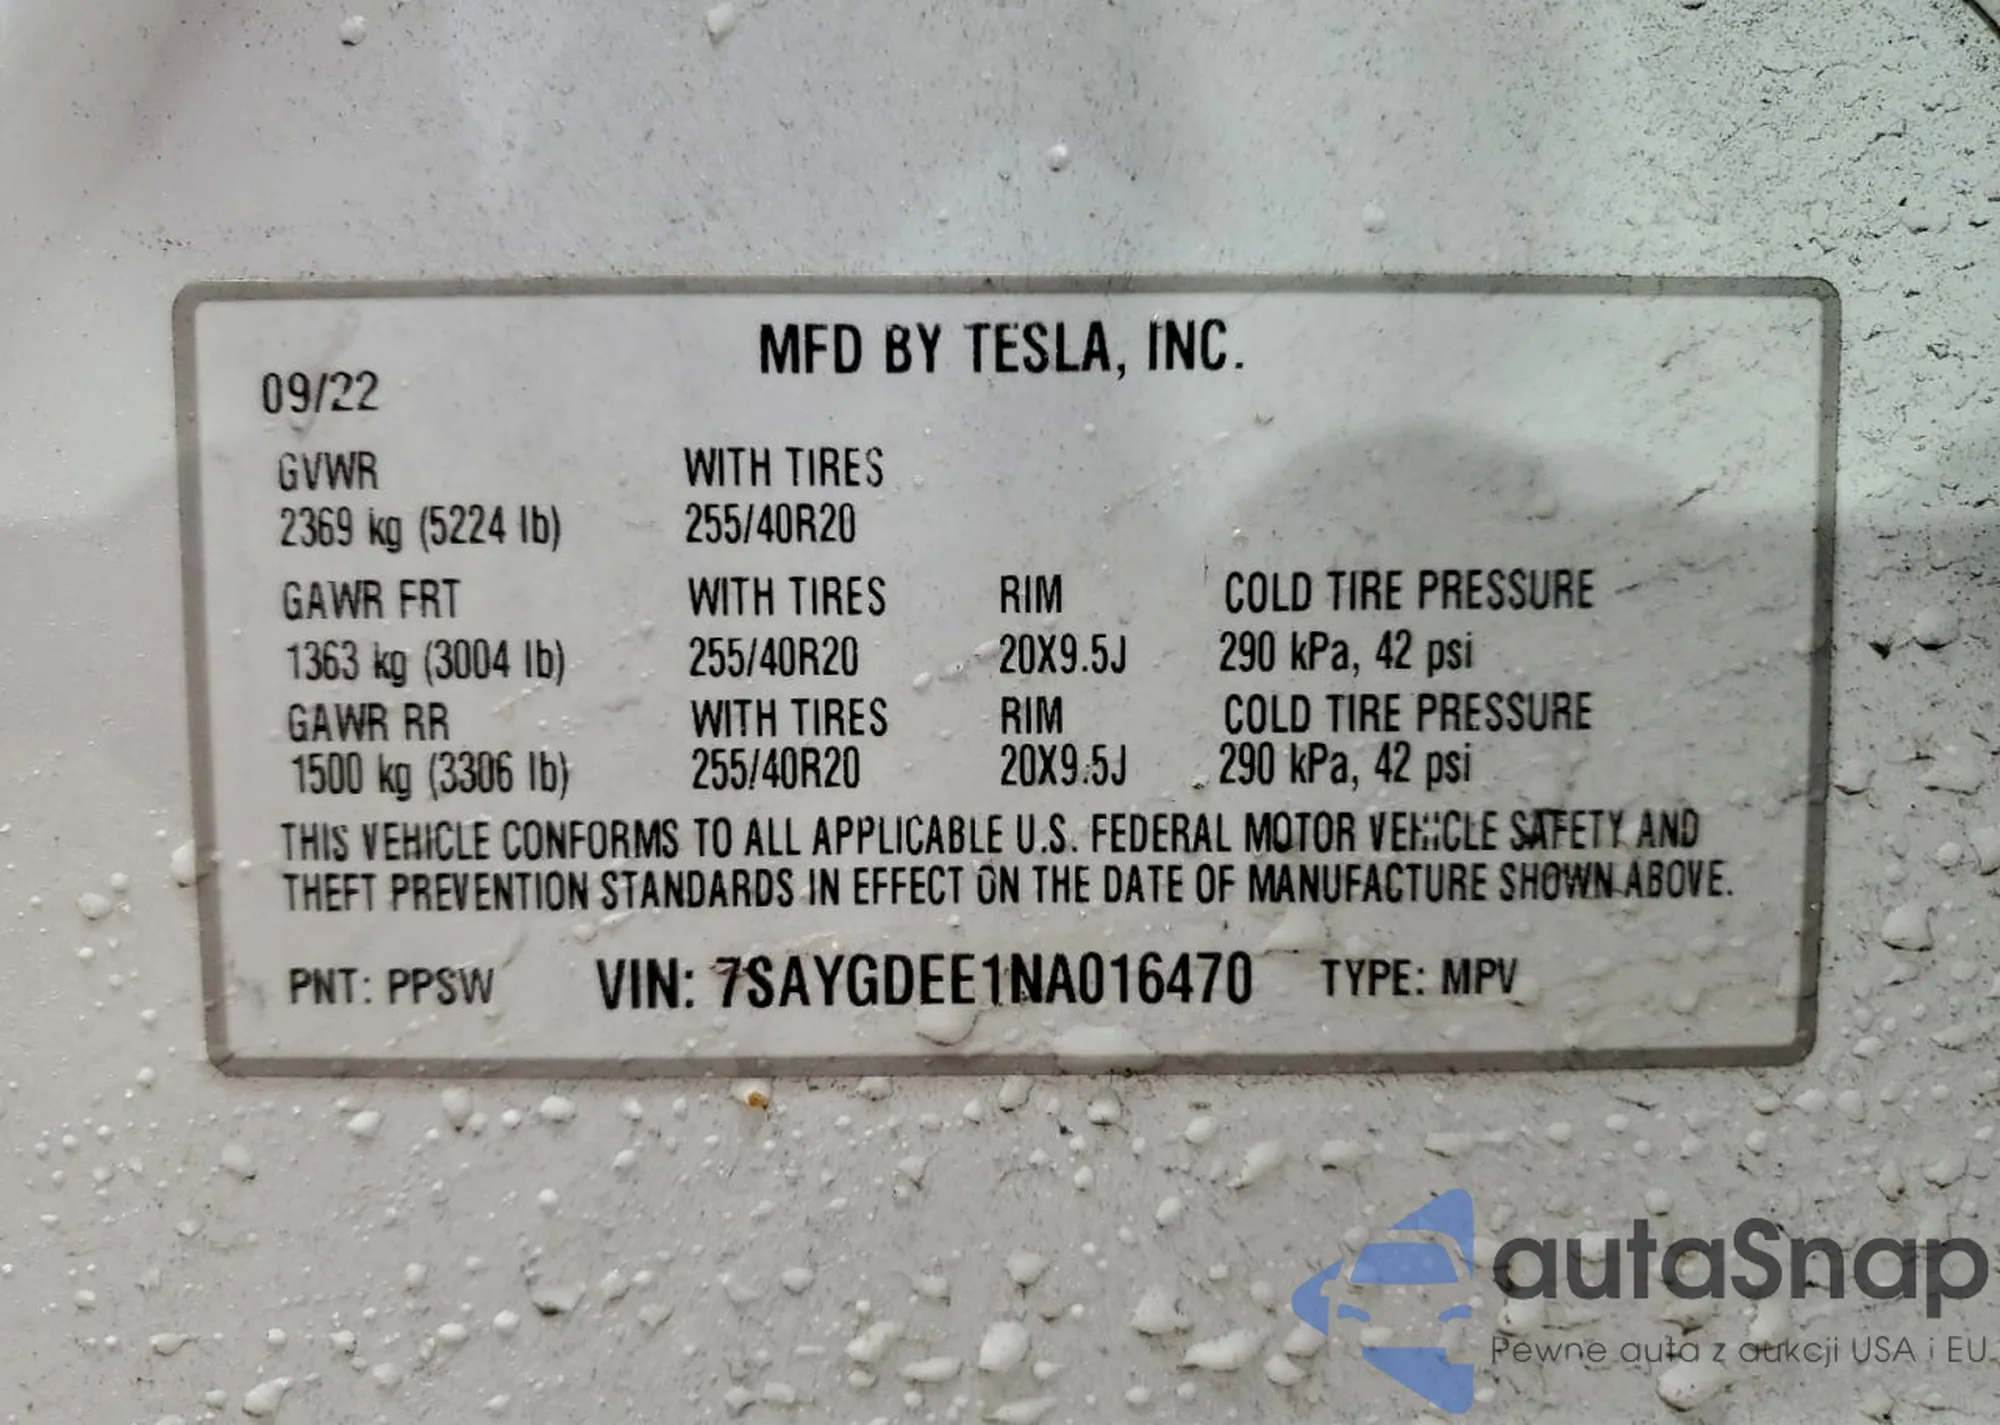 MFD BY TESLA, INC.
09/22
GVWR WITH TIRES
2369 kg (5224 lb) 255/40R20
GAWR FRT WITH TIRES RIM COLD TIRE PRESSURE
1363 kg (3004 lb) 255/40R20 20X9.5J 290 kPa, 42 psi
GAWR RR WITH TIRES RIM COLD TIRE PRESSURE
1500 kg (3306 lb) 255/40R20 20X9.5J 290 kPa, 42 psi
THIS VEHICLE CONFORMS TO ALL APPLICABLE U.S. FEDERAL MOTOR VEHICLE SAFETY AND
THEFT PREVENTION STANDARDS IN EFFECT ON THE DATE OF MANUFACTURE SHOWN ABOVE.
PNT: PPSW VIN: 7SAYGDEE1NA016470 TYPE: MPV
autaSnap
Pewne auta z aukcji USA i EU